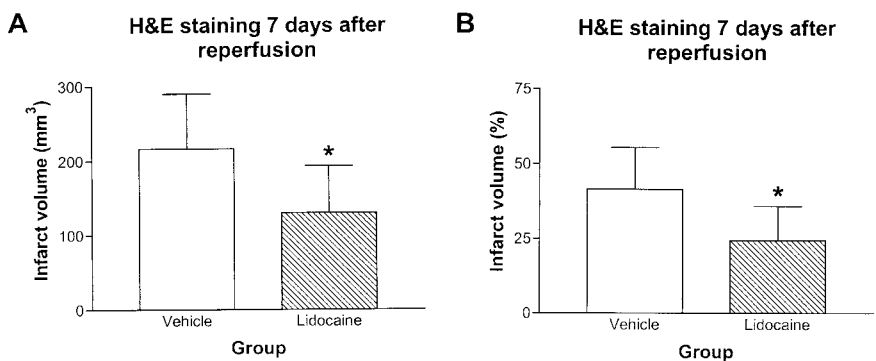 A
H&E staining 7 days after
reperfusion
Infarct volume (mm³)
300
200
100
0
*
Vehicle
Lidocaine
Group
B
H&E staining 7 days after
reperfusion
Infarct volume (%)
75
50
25
0
*
Vehicle
Lidocaine
Group